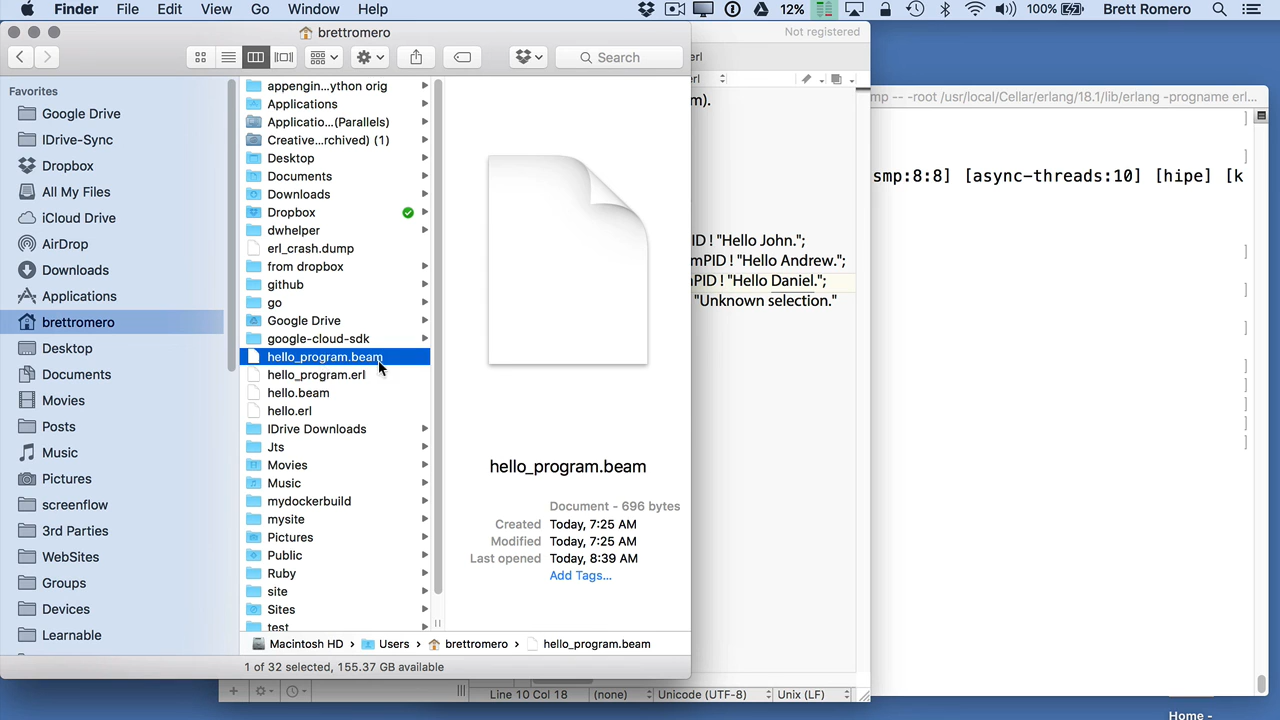 Finder File Edit View Go Window Help 12% 100% Brett Romero
brettromero
Search
Favorites
Google Drive
IDrive-Sync
Dropbox
All My Files
iCloud Drive
AirDrop
Downloads
Applications
brettromero
Desktop
Documents
Movies
Posts
Music
Pictures
screenflow
3rd Parties
WebSites
Groups
Devices
Learnable
appengin...ython orig
Applications
Applicatio...(Parallels)
Creative...rchived) (1)
Desktop
Documents
Downloads
Dropbox
dwhelper
erl_crash.dump
from dropbox
github
go
Google Drive
google-cloud-sdk
hello_program.beam
hello_program.erl
hello.beam
hello.erl
IDrive Downloads
Jts
Movies
Music
mydockerbuild
mysite
Pictures
Public
Ruby
site
Sites
test
hello_program.beam
Document - 696 bytes
Created Today, 7:25 AM
Modified Today, 7:25 AM
Last opened Today, 8:39 AM
Add Tags...
Macintosh HD › Users › brettromero › hello_program.beam
1 of 32 selected, 155.37 GB available
Not registered
erl
erl
m).
ID ! "Hello John.";
mPID ! "Hello Andrew.";
nPID ! "Hello Daniel.";
"Unknown selection."
Line 10 Col 18 (none) Unicode (UTF-8) Unix (LF)
mp -- -root /usr/local/Cellar/erlang/18.1/lib/erlang -progname erl...
]
]
smp:8:8] [async-threads:10] [hipe] [k
]
]
]
]
]
]
]
]
Home -